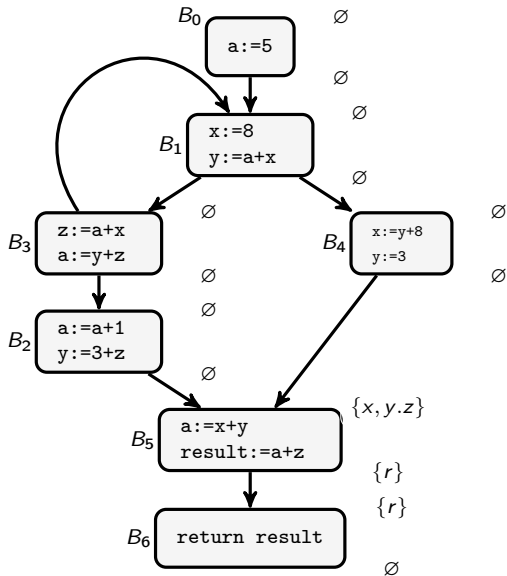 B₀
∅
a:=5
∅
∅
B₁
x:=8
y:=a+x
∅
∅
∅
B₃
z:=a+x
a:=y+z
B₄
x:=y+8
y:=3
∅
∅
∅
B₂
a:=a+1
y:=3+z
∅
{x, y.z}
B₅
a:=x+y
result:=a+z
{r}
{r}
B₆
return result
∅